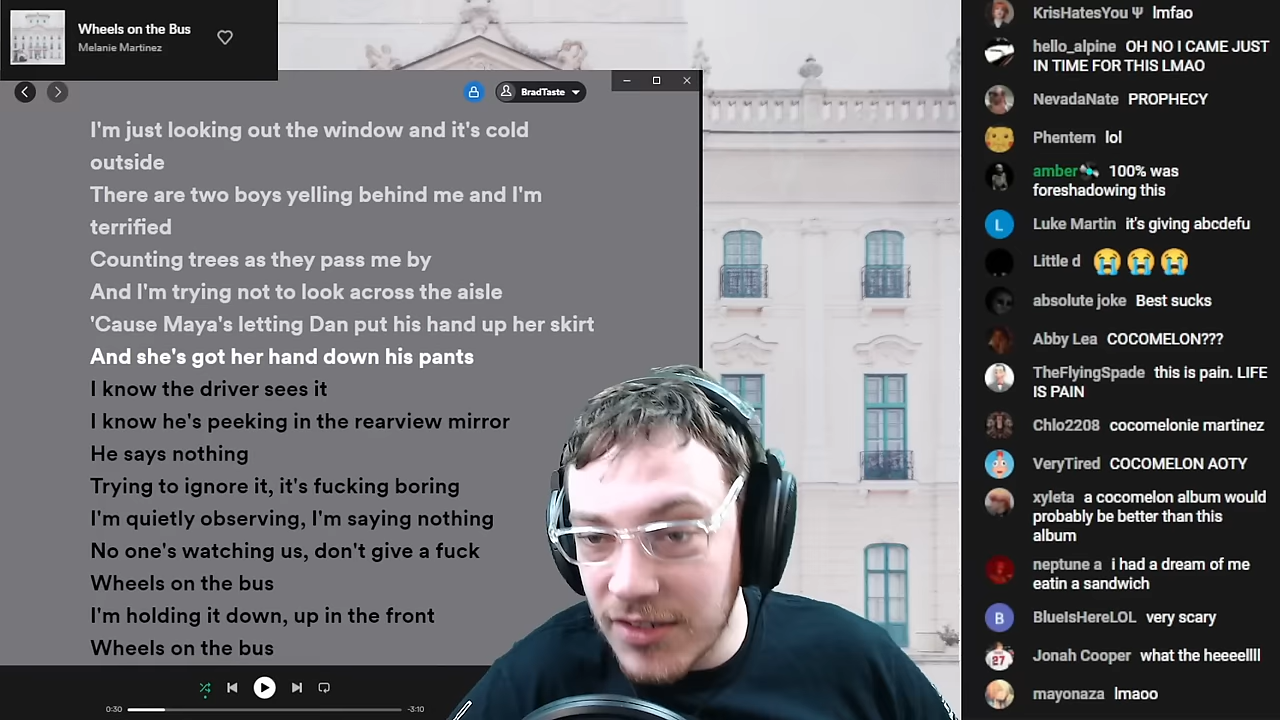 Wheels on the Bus
Melanie Martinez
BradTaste
I'm just looking out the window and it's cold
outside
There are two boys yelling behind me and I'm
terrified
Counting trees as they pass me by
And I'm trying not to look across the aisle
'Cause Maya's letting Dan put his hand up her skirt
And she's got her hand down his pants
I know the driver sees it
I know he's peeking in the rearview mirror
He says nothing
Trying to ignore it, it's fucking boring
I'm quietly observing, I'm saying nothing
No one's watching us, don't give a fuck
Wheels on the bus
I'm holding it down, up in the front
Wheels on the bus
0:30
-3:10
KrisHatesYou Ψ lmfao
hello_alpine OH NO I CAME JUST
IN TIME FOR THIS LMAO
NevadaNate PROPHECY
Phentem lol
amber 100% was
foreshadowing this
L
Luke Martin it's giving abcdefu
Little d 😭😭😭
absolute joke Best sucks
Abby Lea COCOMELON???
TheFlyingSpade this is pain. LIFE
IS PAIN
Chlo2208 cocomelonie martinez
VeryTired COCOMELON AOTY
xyleta a cocomelon album would
probably be better than this
album
neptune a i had a dream of me
eatin a sandwich
B
BlueIsHereLOL very scary
27
Jonah Cooper what the heeeellll
mayonaza lmaoo